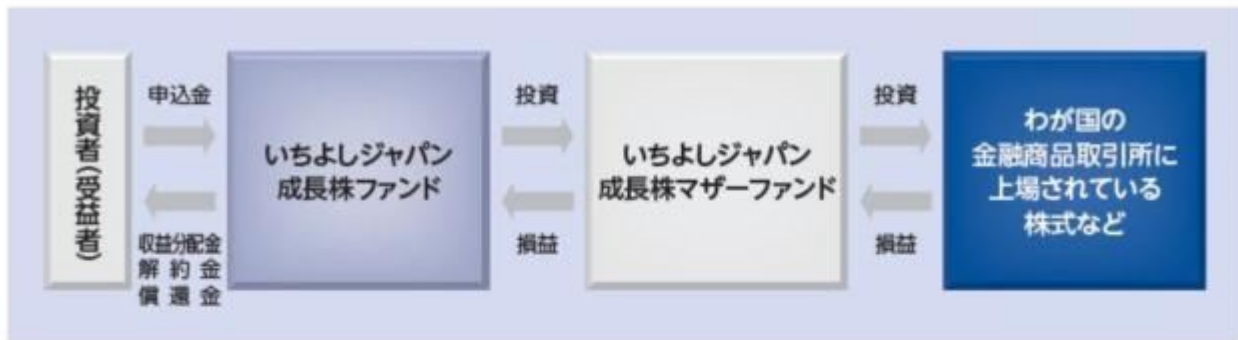 投資者(受益者)
申込金
収益分配金
解約金
償還金
いちよしジャパン
成長株ファンド
投資
損益
いちよしジャパン
成長株マザーファンド
投資
損益
わが国の
金融商品取引所に
上場されている
株式など